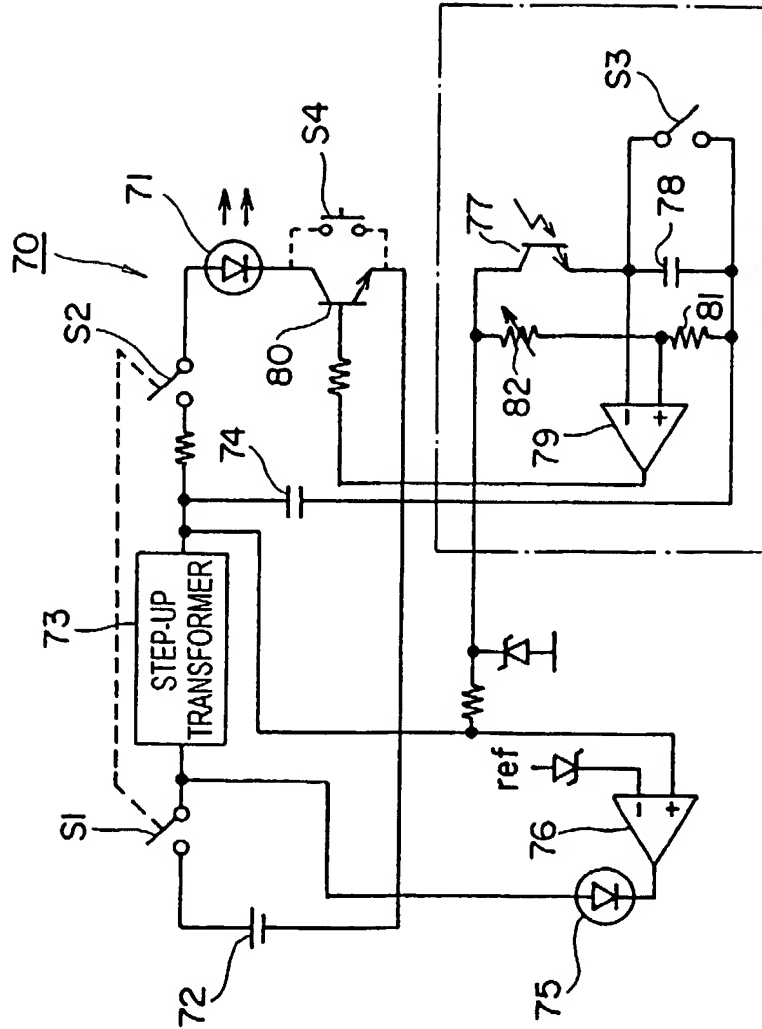 70
S2
71
S4
80
74
73
STEP-UP
TRANSFORMER
S1
72
77
S3
78
81
82
79
-
+
ref
76
-
+
75